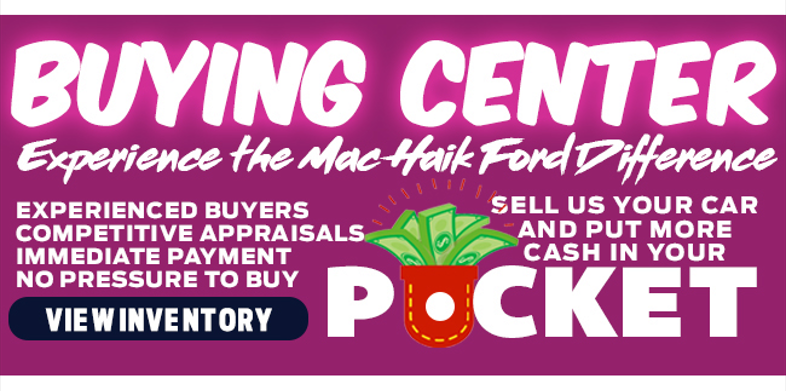 BUYING CENTER
Experience the Mac Haik Ford Difference
EXPERIENCED BUYERS
COMPETITIVE APPRAISALS
IMMEDIATE PAYMENT
NO PRESSURE TO BUY
VIEW INVENTORY
SELL US YOUR CAR
AND PUT MORE
CASH IN YOUR
POCKET